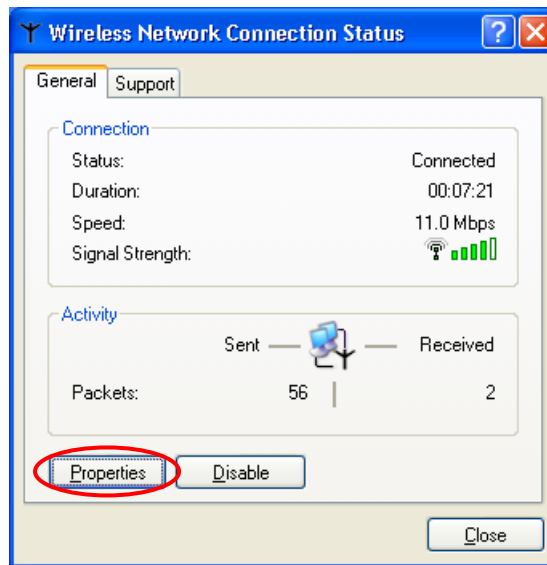 Wireless Network Connection Status
General Support
Connection
Status: Connected
Duration: 00:07:21
Speed: 11.0 Mbps
Signal Strength:
Activity
Sent Received
Packets: 56 2
Properties Disable
Close